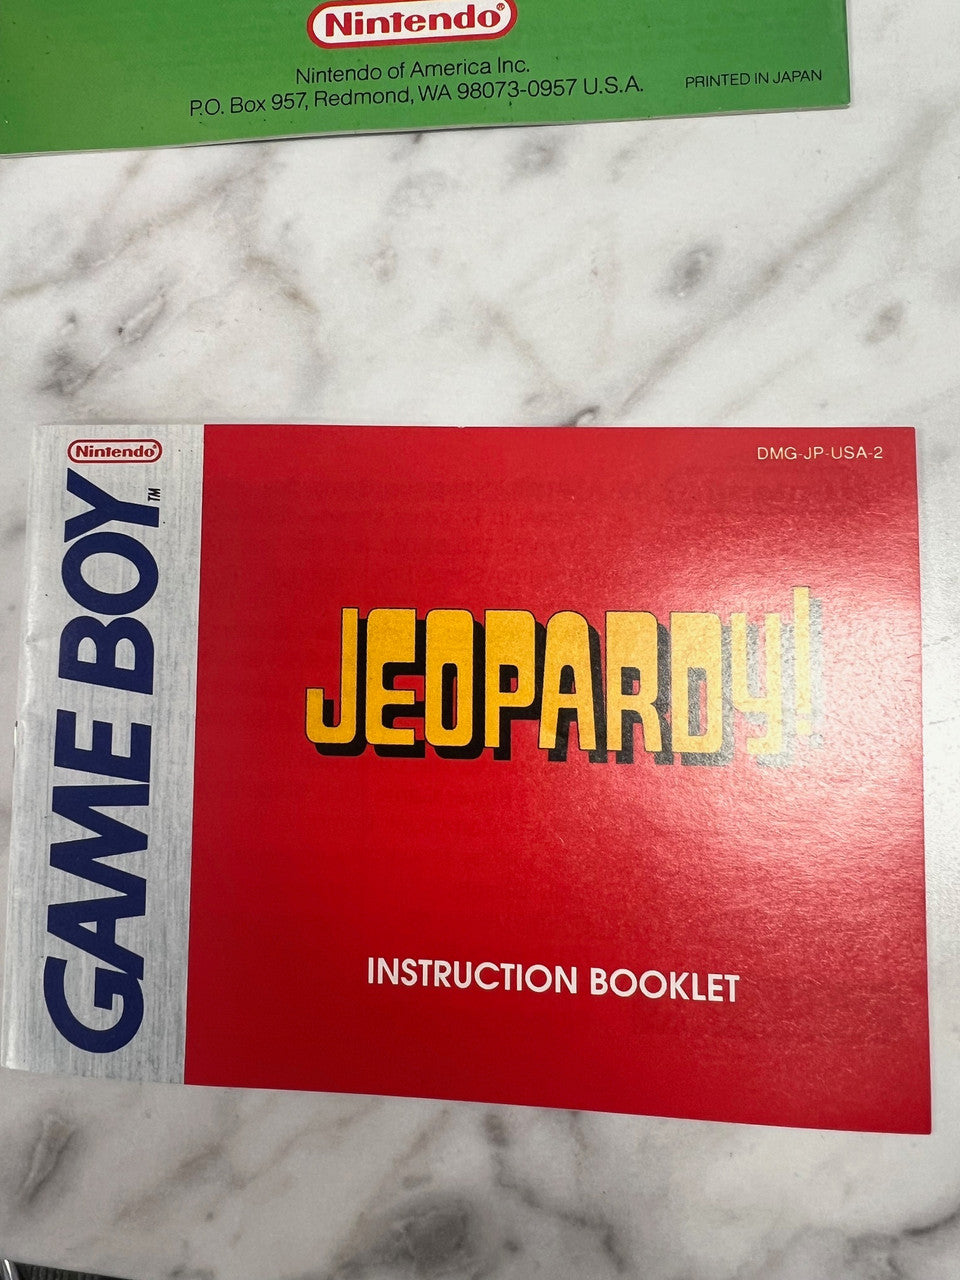 Nintendo®
Nintendo of America Inc.
P.O. Box 957, Redmond, WA 98073-0957 U.S.A.
PRINTED IN JAPAN
Nintendo®
GAME BOY™
DMG-JP-USA-2
JEOPARDY!
INSTRUCTION BOOKLET